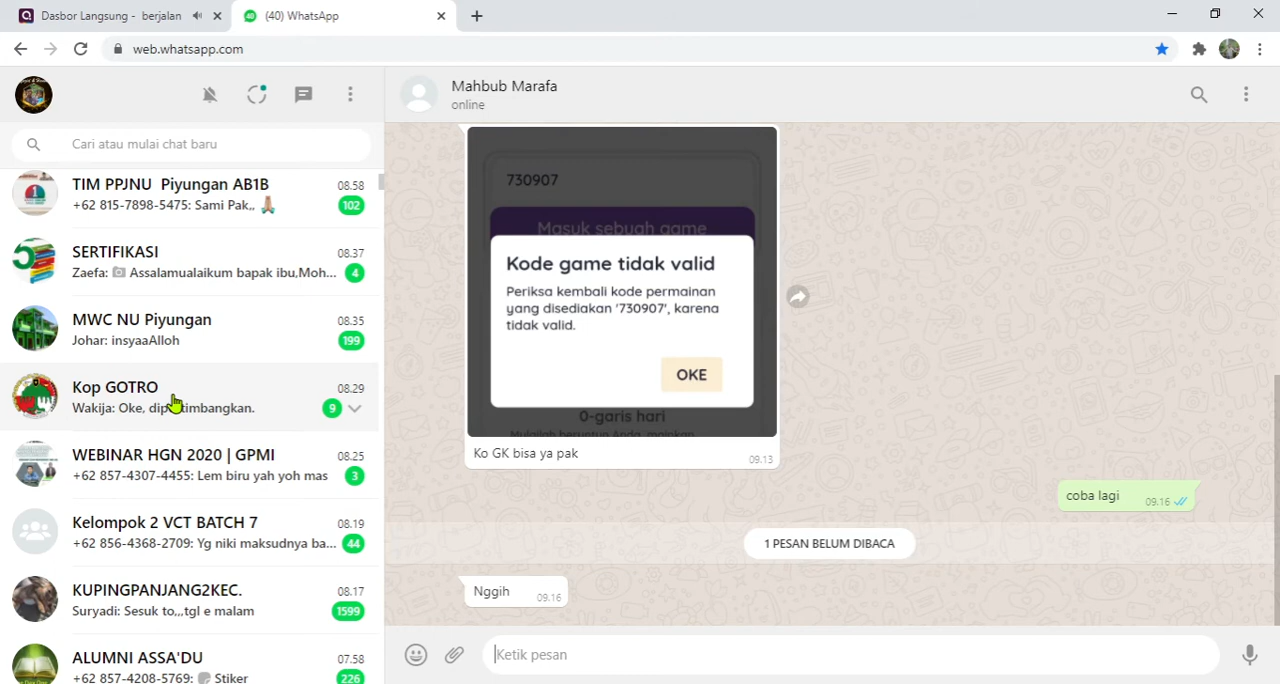 Dasbor Langsung - berjalan
(40) WhatsApp
web.whatsapp.com
Mahbub Marafa
online
Cari atau mulai chat baru
TIM PPJNU Piyungan AB1B 08.58
+62 815-7898-5475: Sami Pak,, 🙏🏽 102
SERTIFIKASI 08.37
Zaefa: Assalamualaikum bapak ibu,Moh... 4
MWC NU Piyungan 08.35
Johar: insyaaAlloh 199
Kop GOTRO 08.29
Wakija: Oke, timbangkan. 9
WEBINAR HGN 2020 | GPMI 08.25
+62 857-4307-4455: Lem biru yah yoh mas 3
Kelompok 2 VCT BATCH 7 08.19
+62 856-4368-2709: Yg niki maksudnya ba... 44
KUPINGPANJANG2KEC. 08.17
Suryadi: Sesuk to,,,tgl e malam 1599
ALUMNI ASSA'DU 07.58
+62 857-4208-5769: Stiker 226
730907
Masuk sebuah game
Kode game tidak valid
Periksa kembali kode permainan
yang disediakan '730907', karena
tidak valid.
OKE
0-garis hari
Ko GK bisa ya pak
09.13
coba lagi 09.16
1 PESAN BELUM DIBACA
Nggih 09.16
Ketik pesan